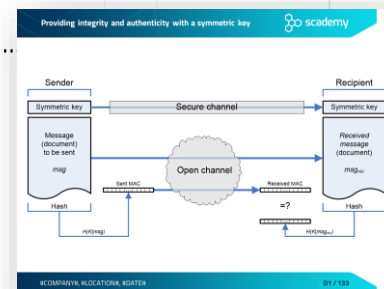 Providing integrity and authenticity with a symmetric key
scademy
Sender
Recipient
Symmetric key
Secure channel
Symmetric key
Message
(document)
to be sent
msg
Open channel
Received
message
(document)
msgrec
Sent MAC
Received MAC
=?
Hash
Hash
H(K|msg)
H(K|msgrec)
#COMPANY#, #LOCATION#, #DATE#
D1 / 133